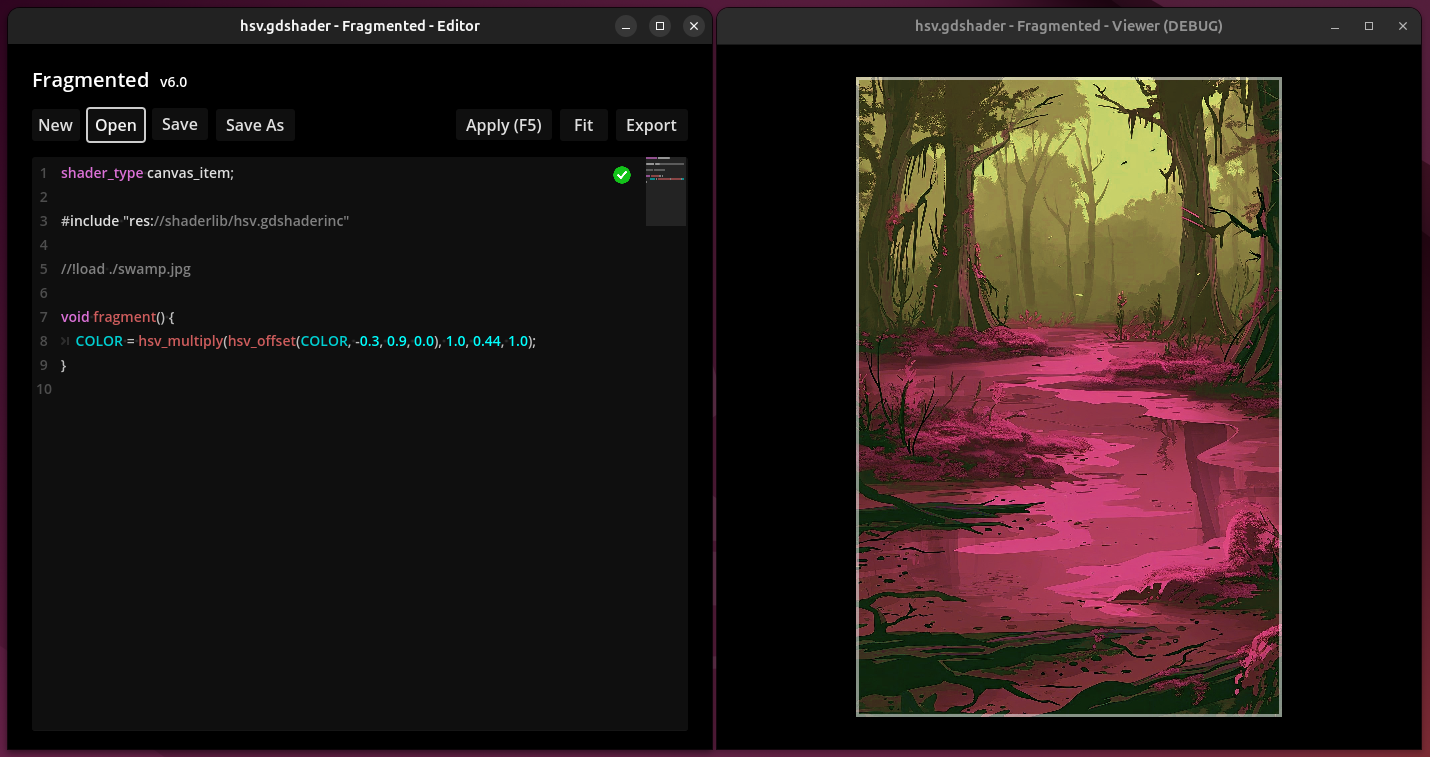 hsv.gdshader - Fragmented - Editor
Fragmented v6.0
New Open Save Save As Apply (F5) Fit Export
1 shader_type canvas_item;
2
3 #include "res://shaderlib/hsv.gdshaderinc"
4
5 //!load ./swamp.jpg
6
7 void fragment() {
8 COLOR = hsv_multiply(hsv_offset(COLOR, -0.3, 0.9, 0.0), 1.0, 0.44, 1.0);
9 }
10
hsv.gdshader - Fragmented - Viewer (DEBUG)